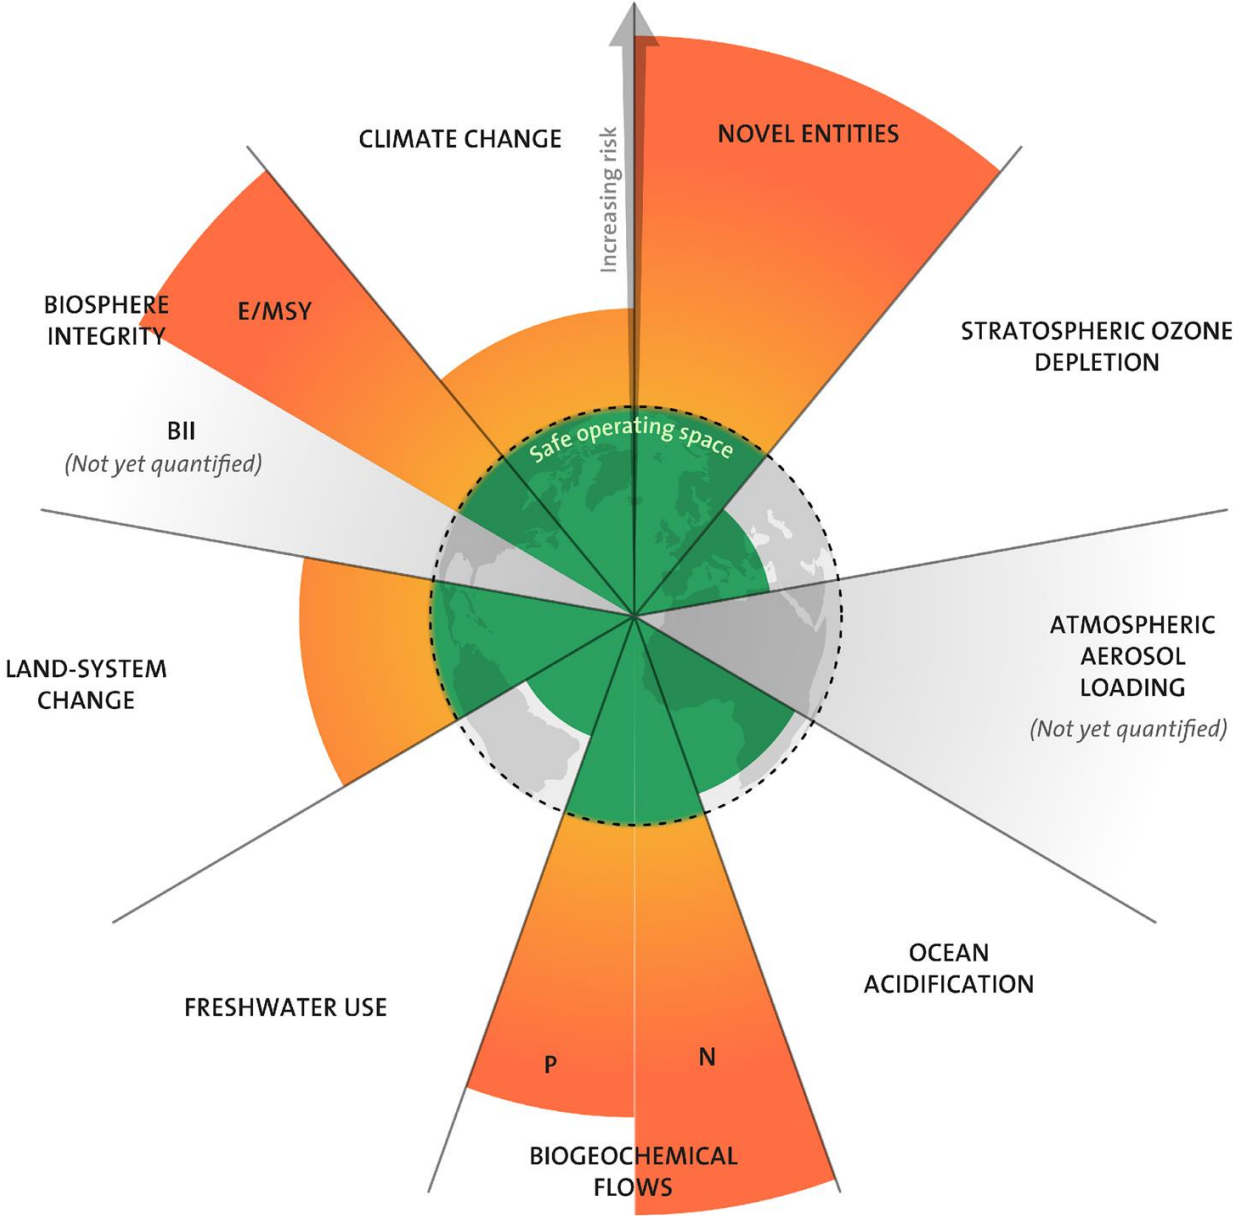 CLIMATE CHANGE
NOVEL ENTITIES
Increasing risk
BIOSPHERE
INTEGRITY
E/MSY
STRATOSPHERIC OZONE
DEPLETION
BII
(Not yet quantified)
Safe operating space
LAND-SYSTEM
CHANGE
ATMOSPHERIC
AEROSOL
LOADING
(Not yet quantified)
FRESHWATER USE
OCEAN
ACIDIFICATION
P
N
BIOGEOCHEMICAL
FLOWS